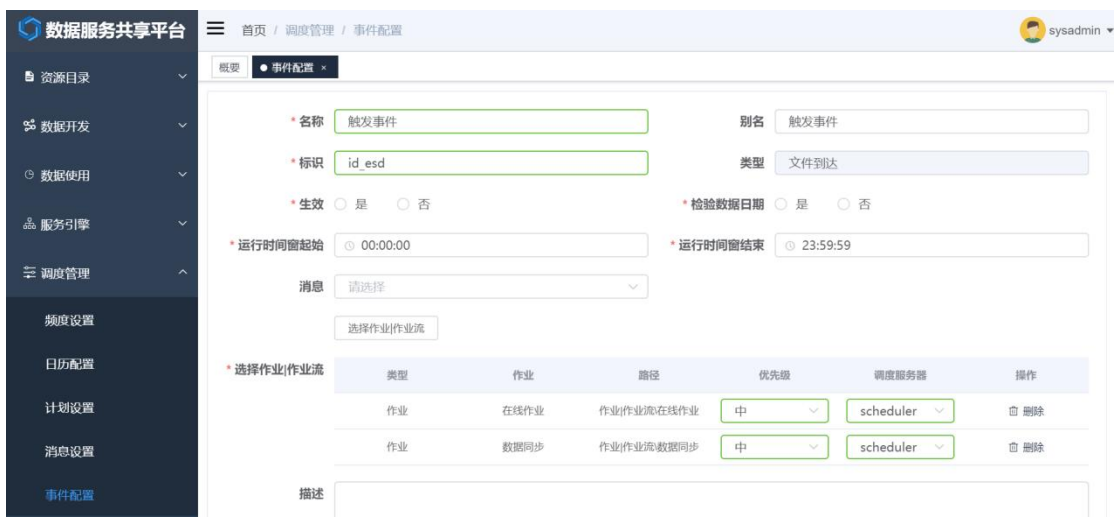 数据服务共享平台
首页 / 调度管理 / 事件配置
sysadmin
概要
事件配置 ×
资源目录
数据开发
数据使用
服务引擎
调度管理
频度设置
日历配置
计划设置
消息设置
事件配置
* 名称 触发事件 别名 触发事件
* 标识 id_esd 类型 文件到达
* 生效 是 否 * 检验数据日期 是 否
* 运行时间窗起始 00:00:00 * 运行时间窗结束 23:59:59
消息 请选择
选择作业|作业流
* 选择作业|作业流 类型 作业 路径 优先级 调度服务器 操作
作业 在线作业 作业|作业流\在线作业 中 scheduler 删除
作业 数据同步 作业|作业流\数据同步 中 scheduler 删除
描述